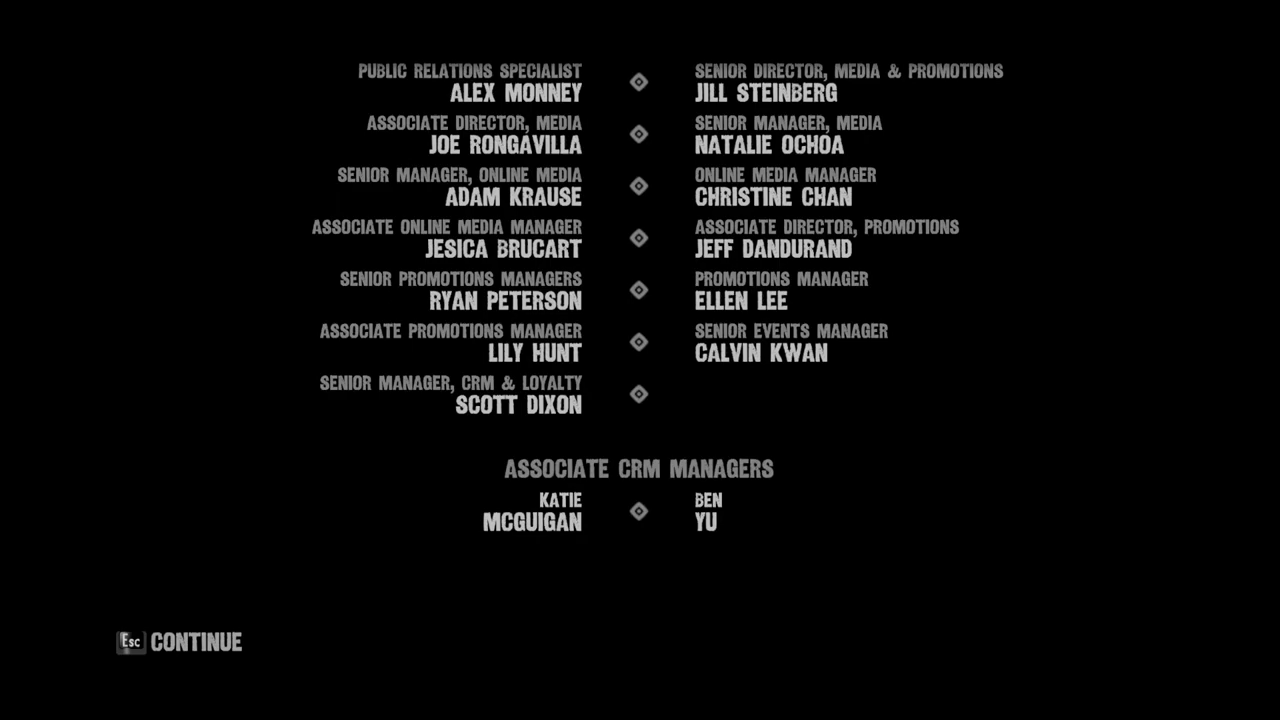 PUBLIC RELATIONS SPECIALIST
ALEX MONNEY
SENIOR DIRECTOR, MEDIA & PROMOTIONS
JILL STEINBERG
ASSOCIATE DIRECTOR, MEDIA
JOE RONGAVILLA
SENIOR MANAGER, MEDIA
NATALIE OCHOA
SENIOR MANAGER, ONLINE MEDIA
ADAM KRAUSE
ONLINE MEDIA MANAGER
CHRISTINE CHAN
ASSOCIATE ONLINE MEDIA MANAGER
JESICA BRUCART
ASSOCIATE DIRECTOR, PROMOTIONS
JEFF DANDURAND
SENIOR PROMOTIONS MANAGERS
RYAN PETERSON
PROMOTIONS MANAGER
ELLEN LEE
ASSOCIATE PROMOTIONS MANAGER
LILY HUNT
SENIOR EVENTS MANAGER
CALVIN KWAN
SENIOR MANAGER, CRM & LOYALTY
SCOTT DIXON
ASSOCIATE CRM MANAGERS
KATIE
MCGUIGAN
BEN
YU
Esc CONTINUE